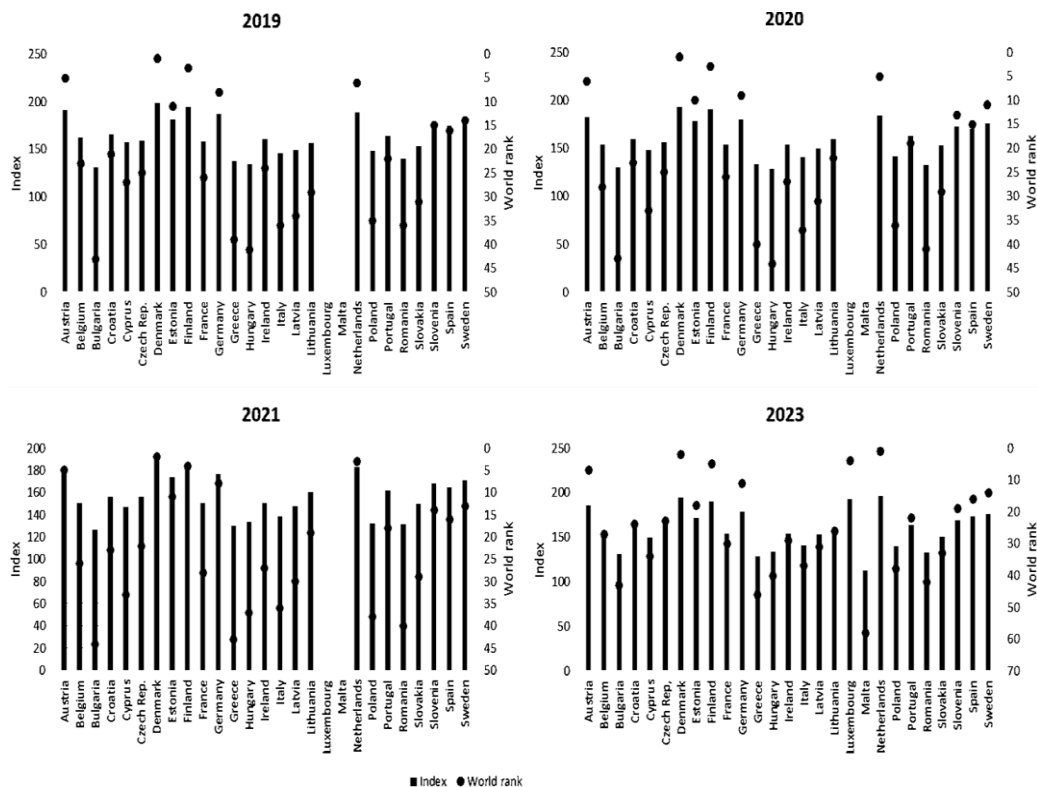 2019
250
200
150
100
50
0
Index
0
5
10
15
20
25
30
35
40
45
50
World rank
Austria
Belgium
Bulgaria
Croatia
Cyprus
Czech Rep.
Denmark
Estonia
Finland
France
Germany
Greece
Hungary
Ireland
Italy
Latvia
Lithuania
Luxembourg
Malta
Netherlands
Poland
Portugal
Romania
Slovakia
Slovenia
Spain
Sweden
2020
250
200
150
100
50
0
Index
0
5
10
15
20
25
30
35
40
45
50
World rank
Austria
Belgium
Bulgaria
Croatia
Cyprus
Czech Rep.
Denmark
Estonia
Finland
France
Germany
Greece
Hungary
Ireland
Italy
Latvia
Lithuania
Luxembourg
Malta
Netherlands
Poland
Portugal
Romania
Slovakia
Slovenia
Spain
Sweden
2021
200
180
160
140
120
100
80
60
40
20
0
Index
0
5
10
15
20
25
30
35
40
45
50
World rank
Austria
Belgium
Bulgaria
Croatia
Cyprus
Czech Rep.
Denmark
Estonia
Finland
France
Germany
Greece
Hungary
Ireland
Italy
Latvia
Lithuania
Luxembourg
Malta
Netherlands
Poland
Portugal
Romania
Slovakia
Slovenia
Spain
Sweden
2023
250
200
150
100
50
0
Index
0
10
20
30
40
50
60
70
World rank
Austria
Belgium
Bulgaria
Croatia
Cyprus
Czech Rep,
Denmark
Estonia
Finland
France
Germany
Greece
Hungary
Ireland
Italy
Latvia
Lithuania
Luxembourg
Malta
Netherlands
Poland
Portugal
Romania
Slovakia
Slovenia
Spain
Sweden
Index World rank